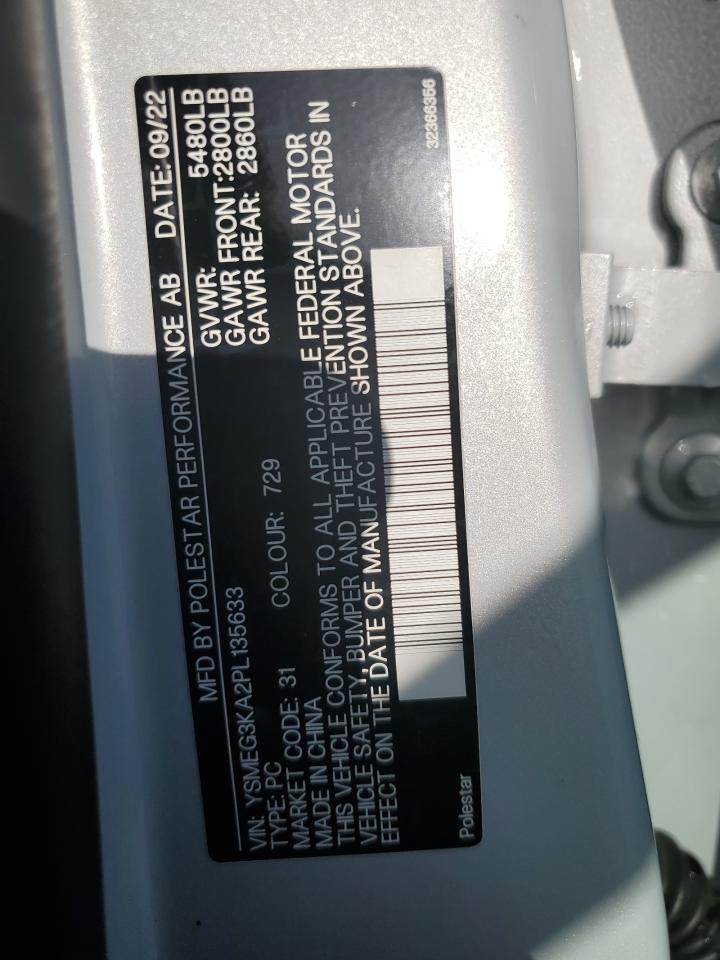 MFD BY POLESTAR PERFORMANCE AB DATE: 09/22
GVWR: 5480LB
GAWR FRONT:2800LB
GAWR REAR: 2860LB
VIN: YSMEG3KA2PL135633
TYPE: PC
MARKET CODE: 31 COLOUR: 729
MADE IN CHINA
THIS VEHICLE CONFORMS TO ALL APPLICABLE FEDERAL MOTOR
VEHICLE SAFETY, BUMPER AND THEFT PREVENTION STANDARDS IN
EFFECT ON THE DATE OF MANUFACTURE SHOWN ABOVE.
Polestar
32366356